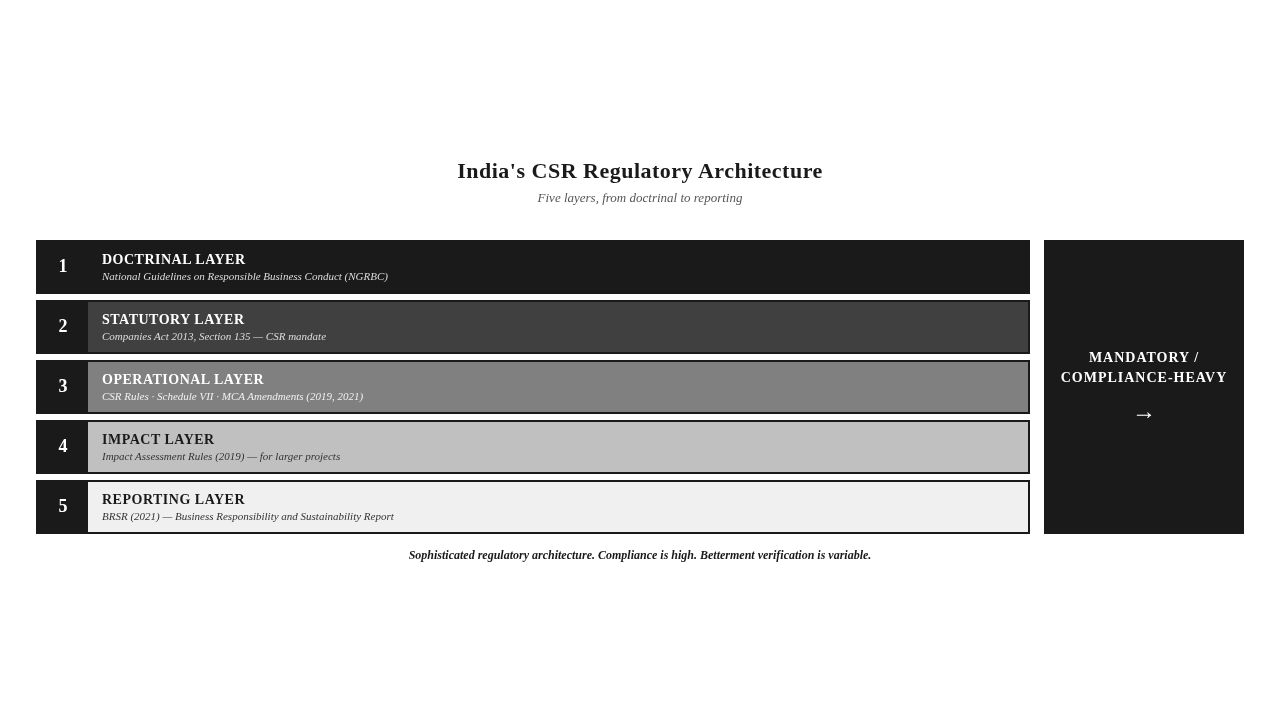 India's CSR Regulatory Architecture
Five layers, from doctrinal to reporting
1
DOCTRINAL LAYER
National Guidelines on Responsible Business Conduct (NGRBC)
2
STATUTORY LAYER
Companies Act 2013, Section 135 — CSR mandate
3
OPERATIONAL LAYER
CSR Rules · Schedule VII · MCA Amendments (2019, 2021)
4
IMPACT LAYER
Impact Assessment Rules (2019) — for larger projects
5
REPORTING LAYER
BRSR (2021) — Business Responsibility and Sustainability Report
MANDATORY /
COMPLIANCE-HEAVY
→
Sophisticated regulatory architecture. Compliance is high. Betterment verification is variable.